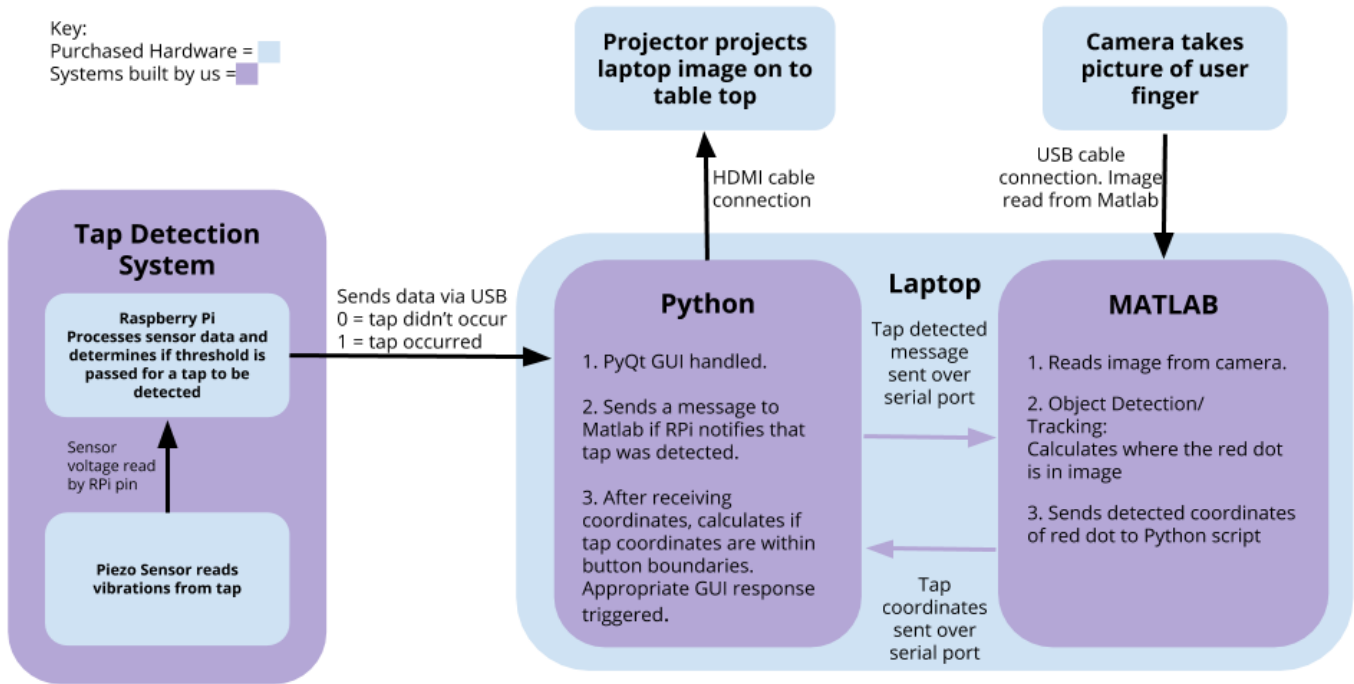 Key:
Purchased Hardware =
Systems built by us =
Projector projects
laptop image on to
table top
Camera takes
picture of user
finger
HDMI cable
connection
USB cable
connection. Image
read from Matlab
Tap Detection
System
Raspberry Pi
Processes sensor data and
determines if threshold is
passed for a tap to be
detected
Sensor
voltage read
by RPi pin
Piezo Sensor reads
vibrations from tap
Sends data via USB
0 = tap didn't occur
1 = tap occurred
Python
1. PyQt GUI handled.
2. Sends a message to
Matlab if RPi notifies that
tap was detected.
3. After receiving
coordinates, calculates if
tap coordinates are within
button boundaries.
Appropriate GUI response
triggered.
Laptop
Tap detected
message
sent over
serial port
Tap
coordinates
sent over
serial port
MATLAB
1. Reads image from camera.
2. Object Detection/
Tracking:
Calculates where the red dot
is in image
3. Sends detected coordinates
of red dot to Python script